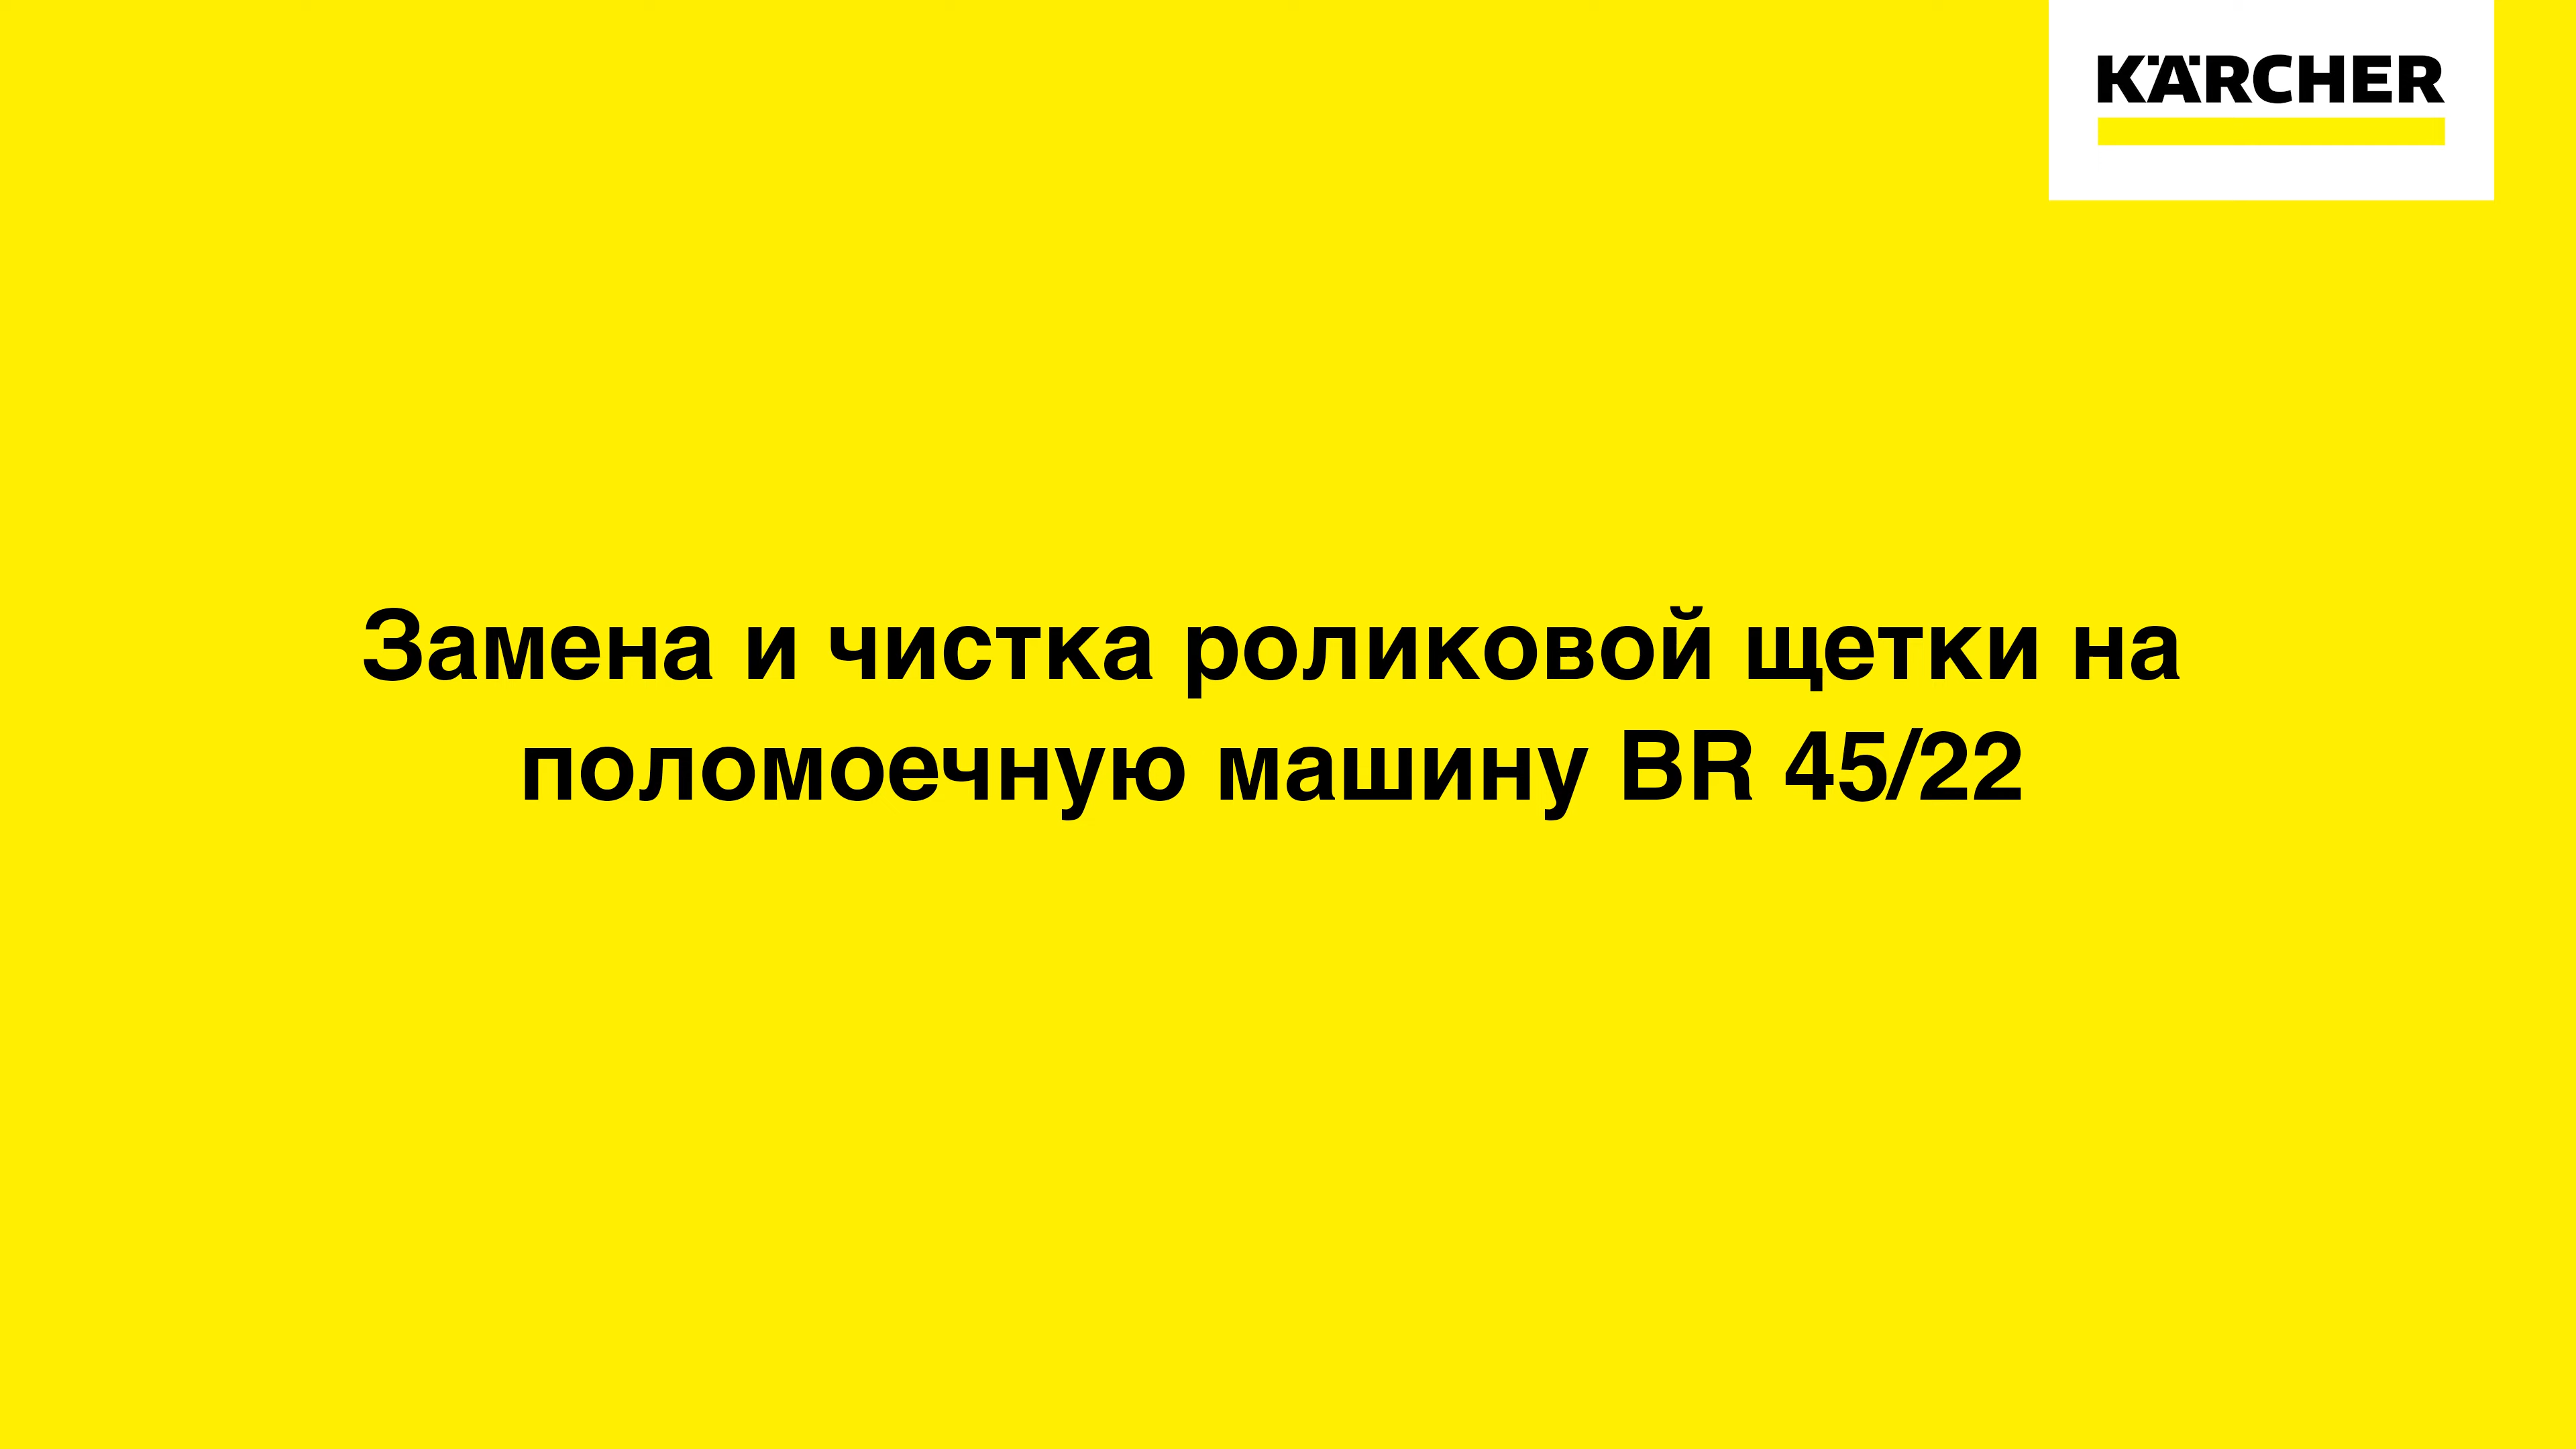 KÄRCHER
Замена и чистка роликовой щетки на
поломоечную машину BR 45/22